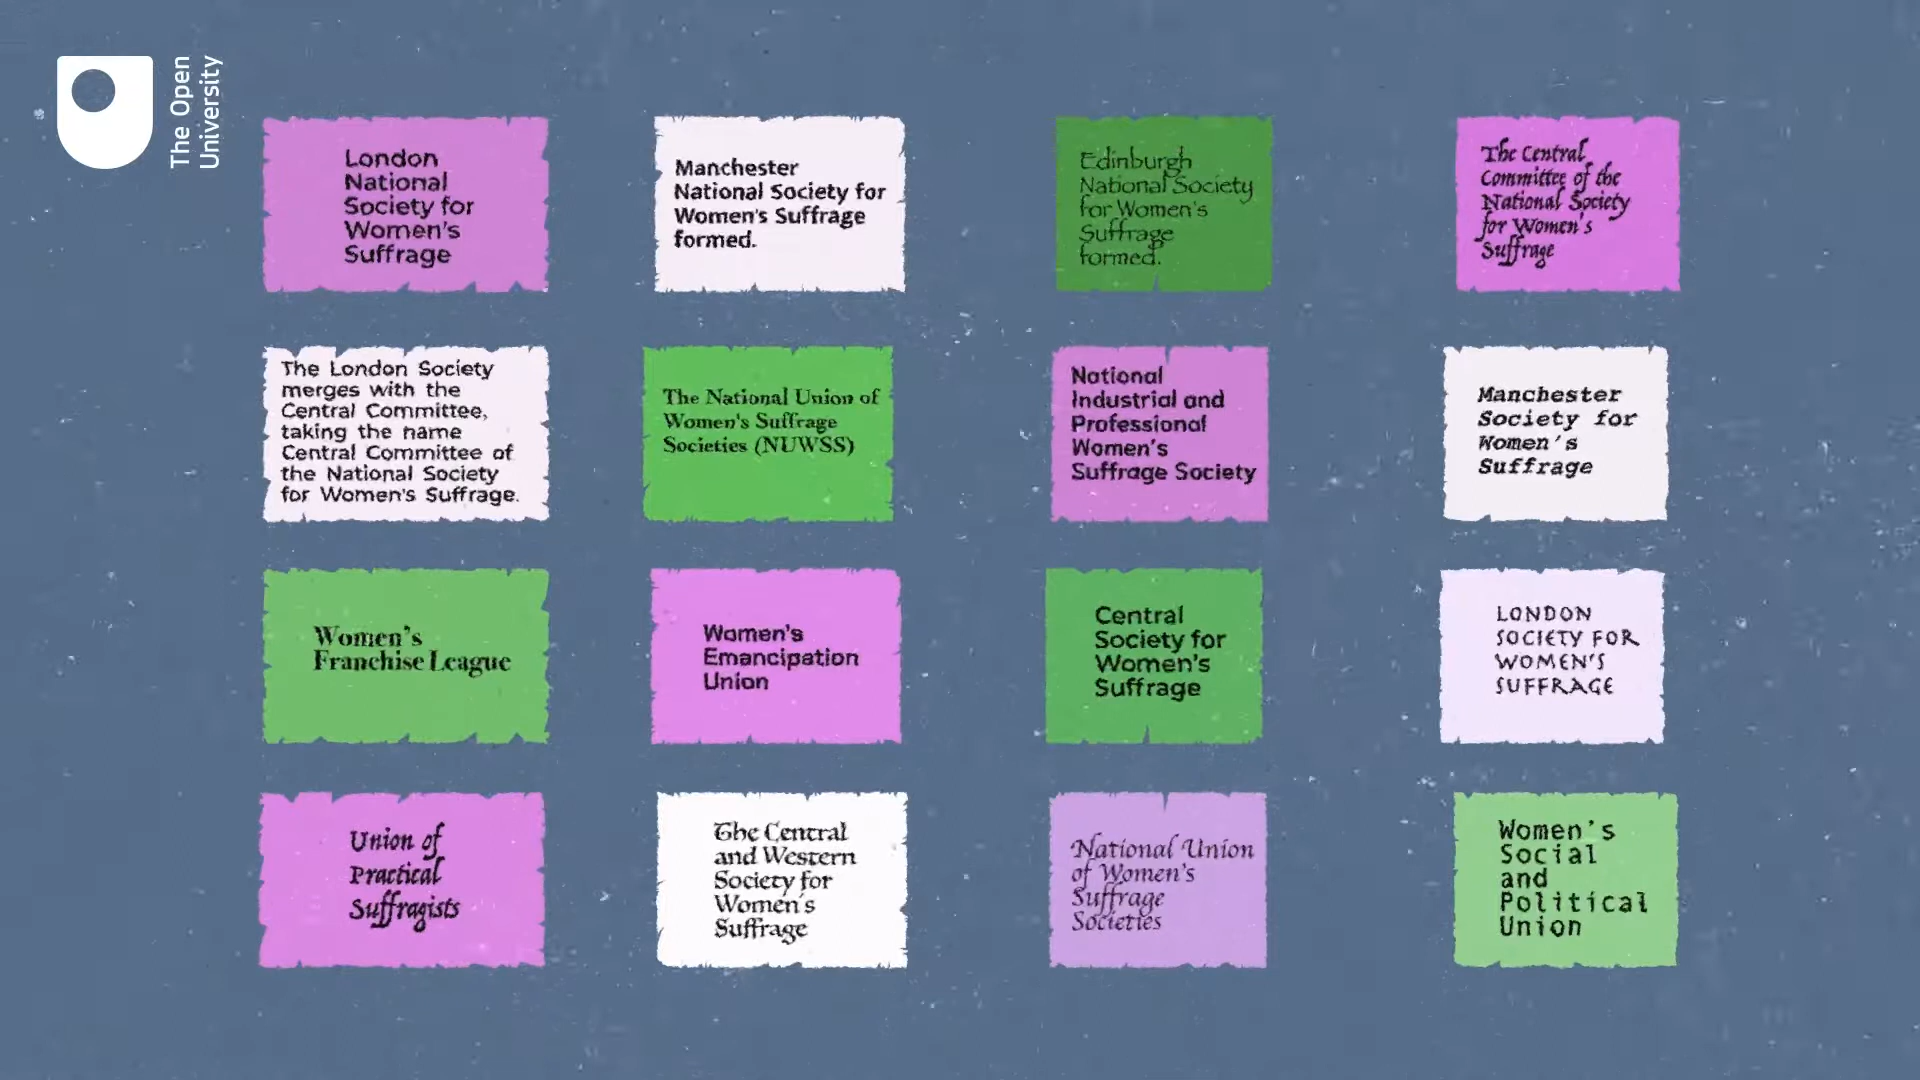 The Open
University
London
National
Society for
Women's
Suffrage
Manchester
National Society for
Women's Suffrage
formed.
Edinburgh
National Society
for Women's
Suffrage
formed.
The Central
Committee of the
National Society
for Women's
Suffrage
The London Society
merges with the
Central Committee,
taking the name
Central Committee of
the National Society
for Women's Suffrage.
The National Union of
Women's Suffrage
Societies (NUWSS)
National
Industrial and
Professional
Women's
Suffrage Society
Manchester
Society for
Women's
Suffrage
Women's
Franchise League
Women's
Emancipation
Union
Central
Society for
Women's
Suffrage
LONDON
SOCIETY FOR
WOMEN'S
SUFFRAGE
Union of
Practical
Suffragists
The Central
and Western
Society for
Women's
Suffrage
National Union
of Women's
Suffrage
Societies
Women's
Social
and
Political
Union